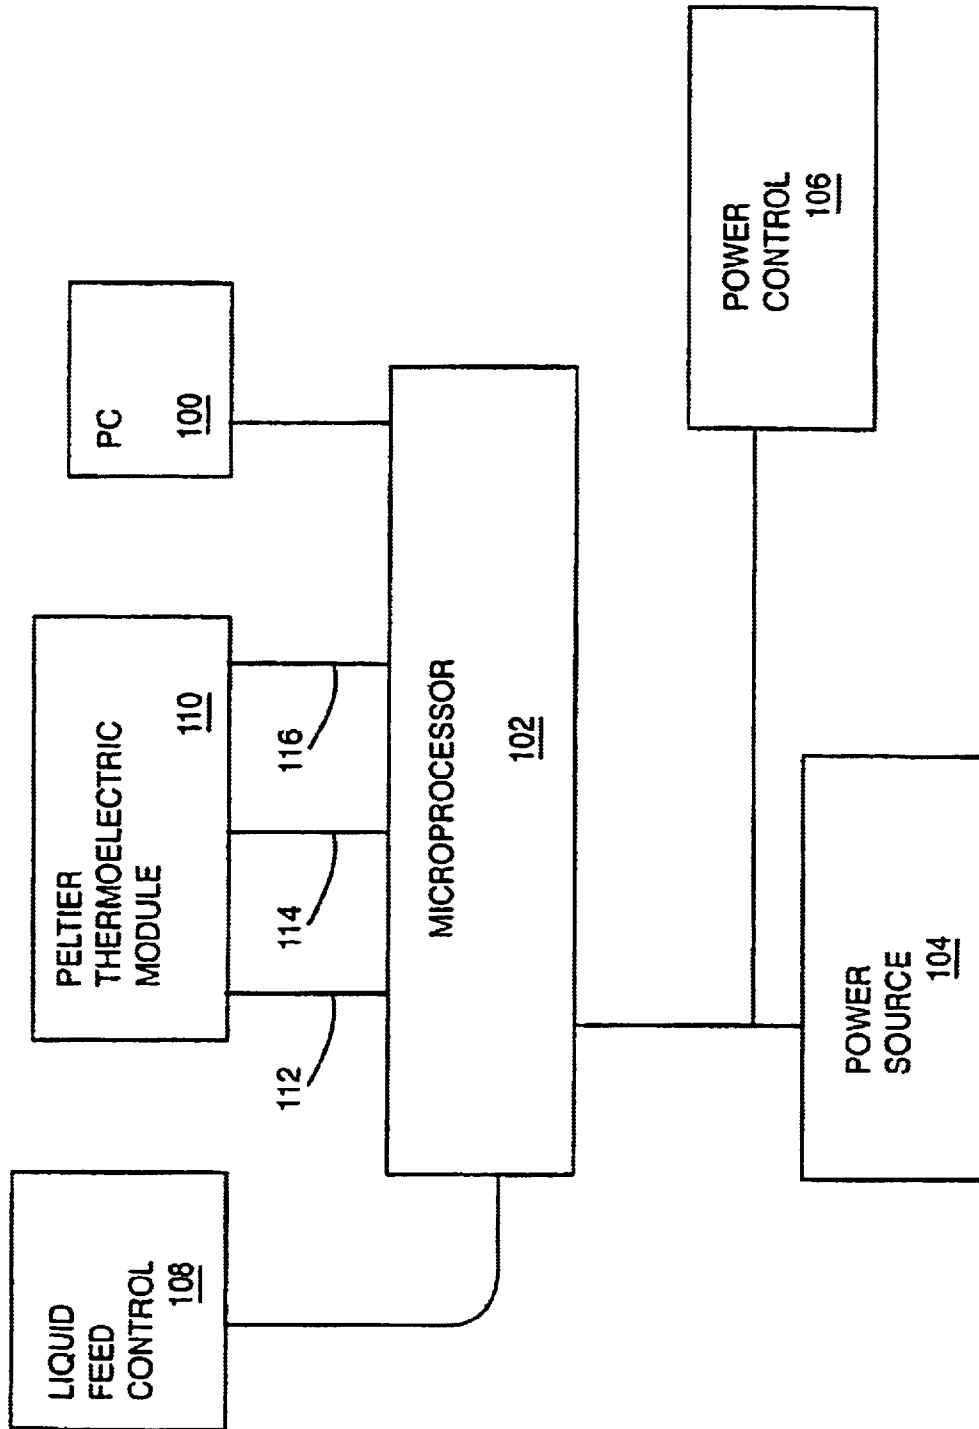 LIQUID
FEED
CONTROL
108
PELTIER
THERMOELECTRIC
MODULE
110
PC
100
112
114
116
MICROPROCESSOR
102
POWER
SOURCE
104
POWER
CONTROL
106